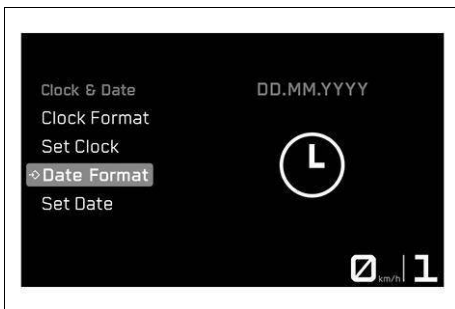 Clock & Date
DD.MM.YYYY
Clock Format
Set Clock
Date Format
Set Date
0 km/h 1